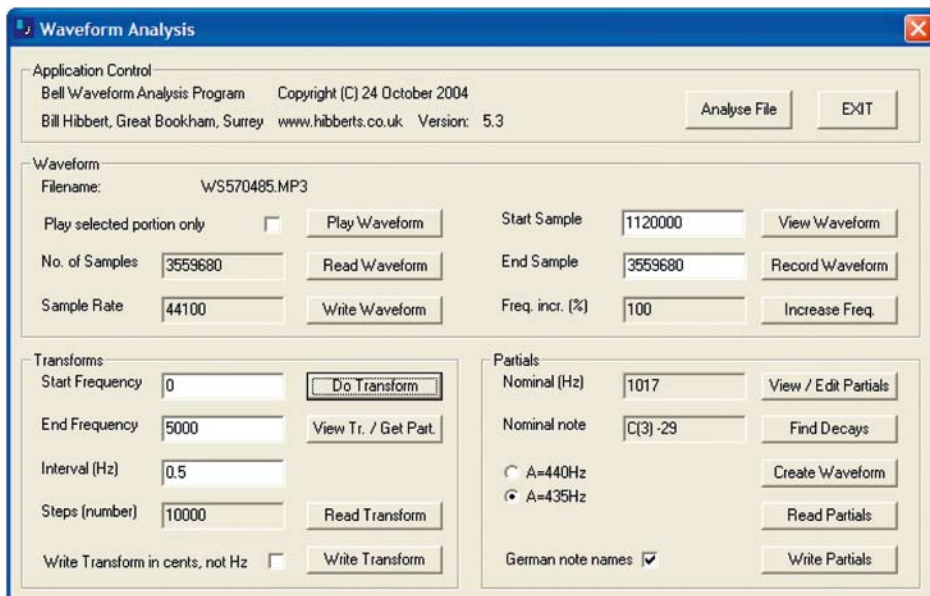 Waveform Analysis
Application Control
Bell Waveform Analysis Program Copyright (C) 24 October 2004
Bill Hibbert, Great Bookham, Surrey www.hibberts.co.uk Version: 5.3
Analyse File EXIT
Waveform
Filename: WS570485.MP3
Play selected portion only Play Waveform Start Sample 1120000 View Waveform
No. of Samples 3559680 Read Waveform End Sample 3559680 Record Waveform
Sample Rate 44100 Write Waveform Freq. incr. (%) 100 Increase Freq.
Transforms
Start Frequency 0 Do Transform
End Frequency 5000 View Tr. / Get Part.
Interval (Hz) 0.5
Steps (number) 10000 Read Transform
Write Transform in cents, not Hz Write Transform
Partials
Nominal (Hz) 1017 View / Edit Partials
Nominal note C(3) -29 Find Decays
A=440Hz Create Waveform
A=435Hz
Read Partials
German note names Write Partials